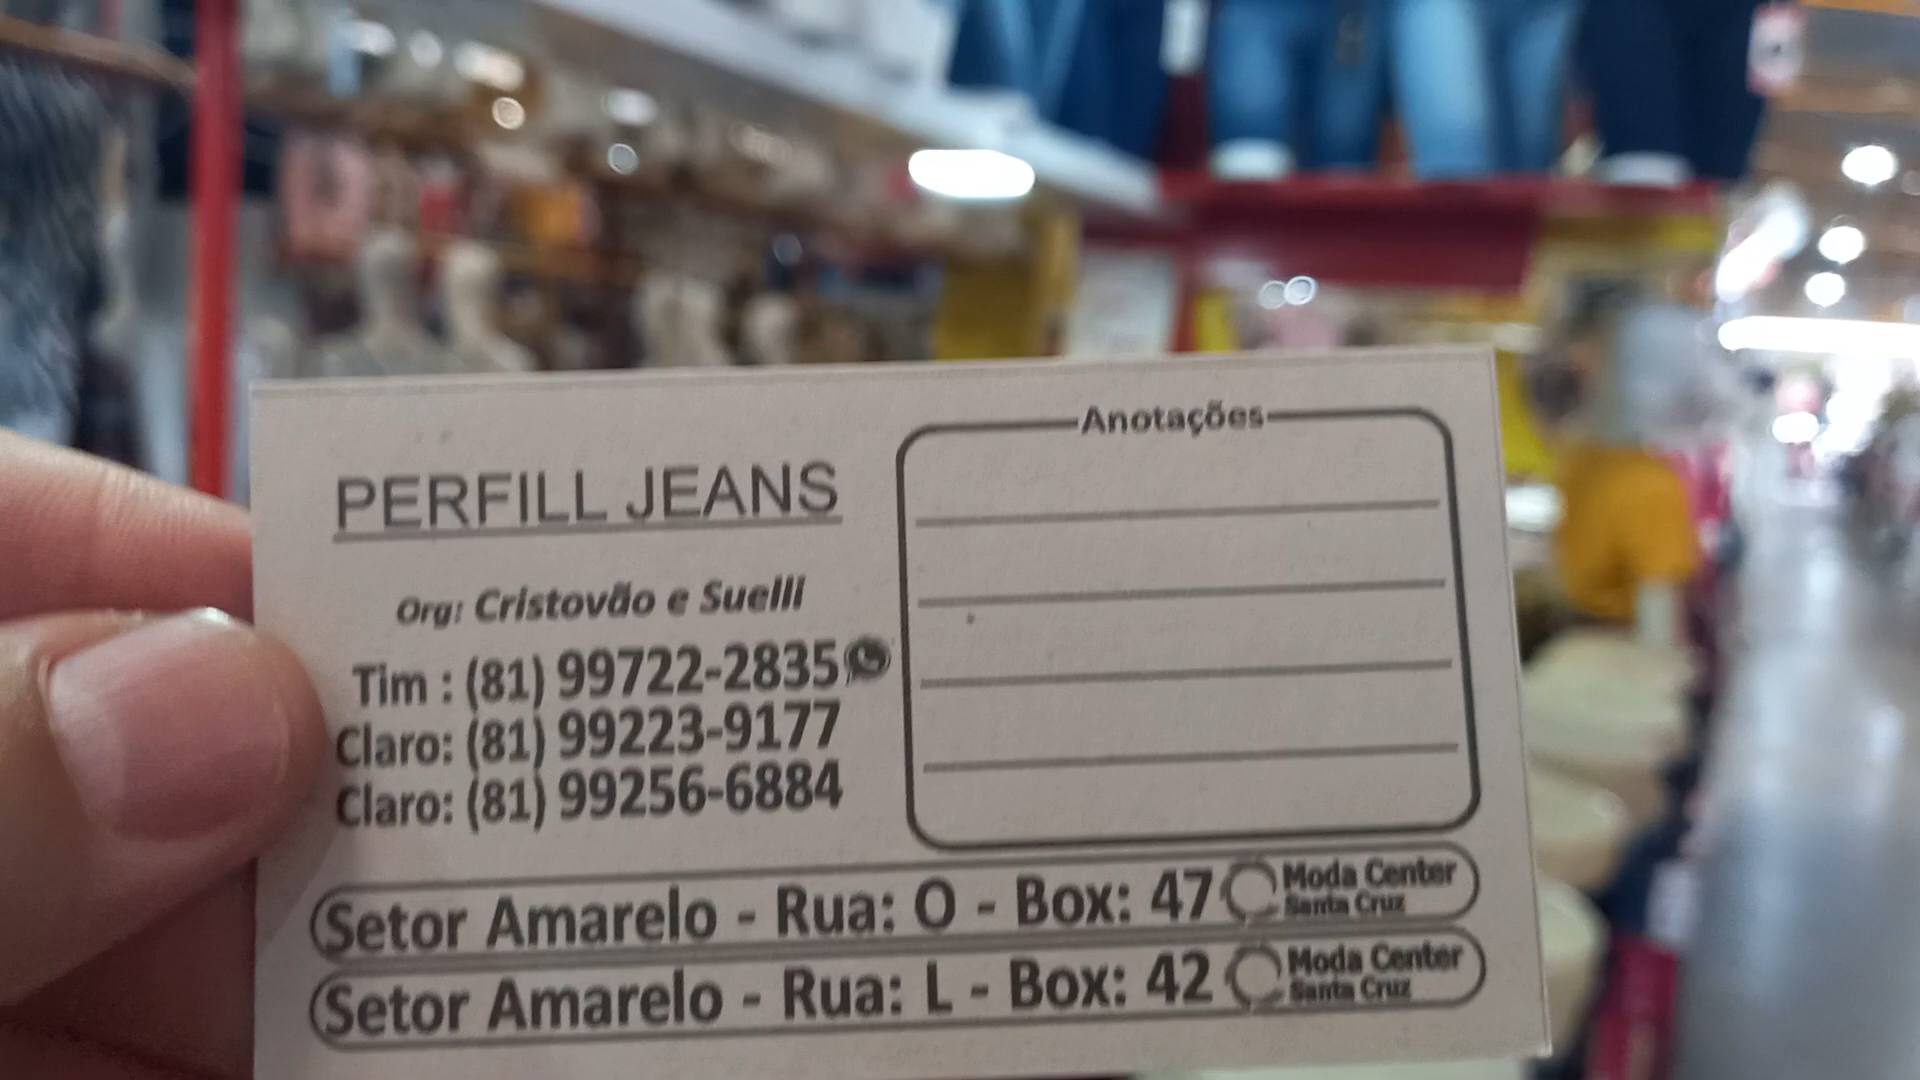 PERFILL JEANS
Org: Cristovão e Suelli
Tim : (81) 99722-2835
Claro: (81) 99223-9177
Claro: (81) 99256-6884
Anotações
Setor Amarelo - Rua: O - Box: 47 Moda Center
Santa Cruz
Setor Amarelo - Rua: L - Box: 42 Moda Center
Santa Cruz